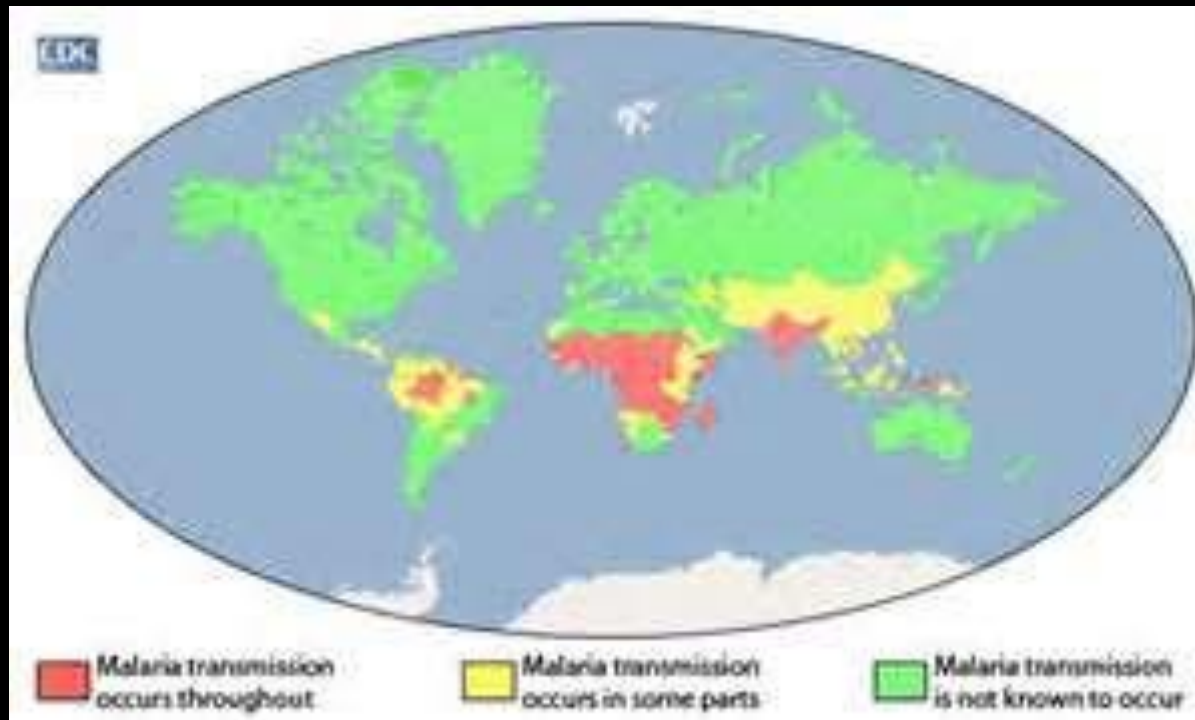 CDC
Malaria transmission
occurs throughout
Malaria transmission
occurs in some parts
Malaria transmission
is not known to occur